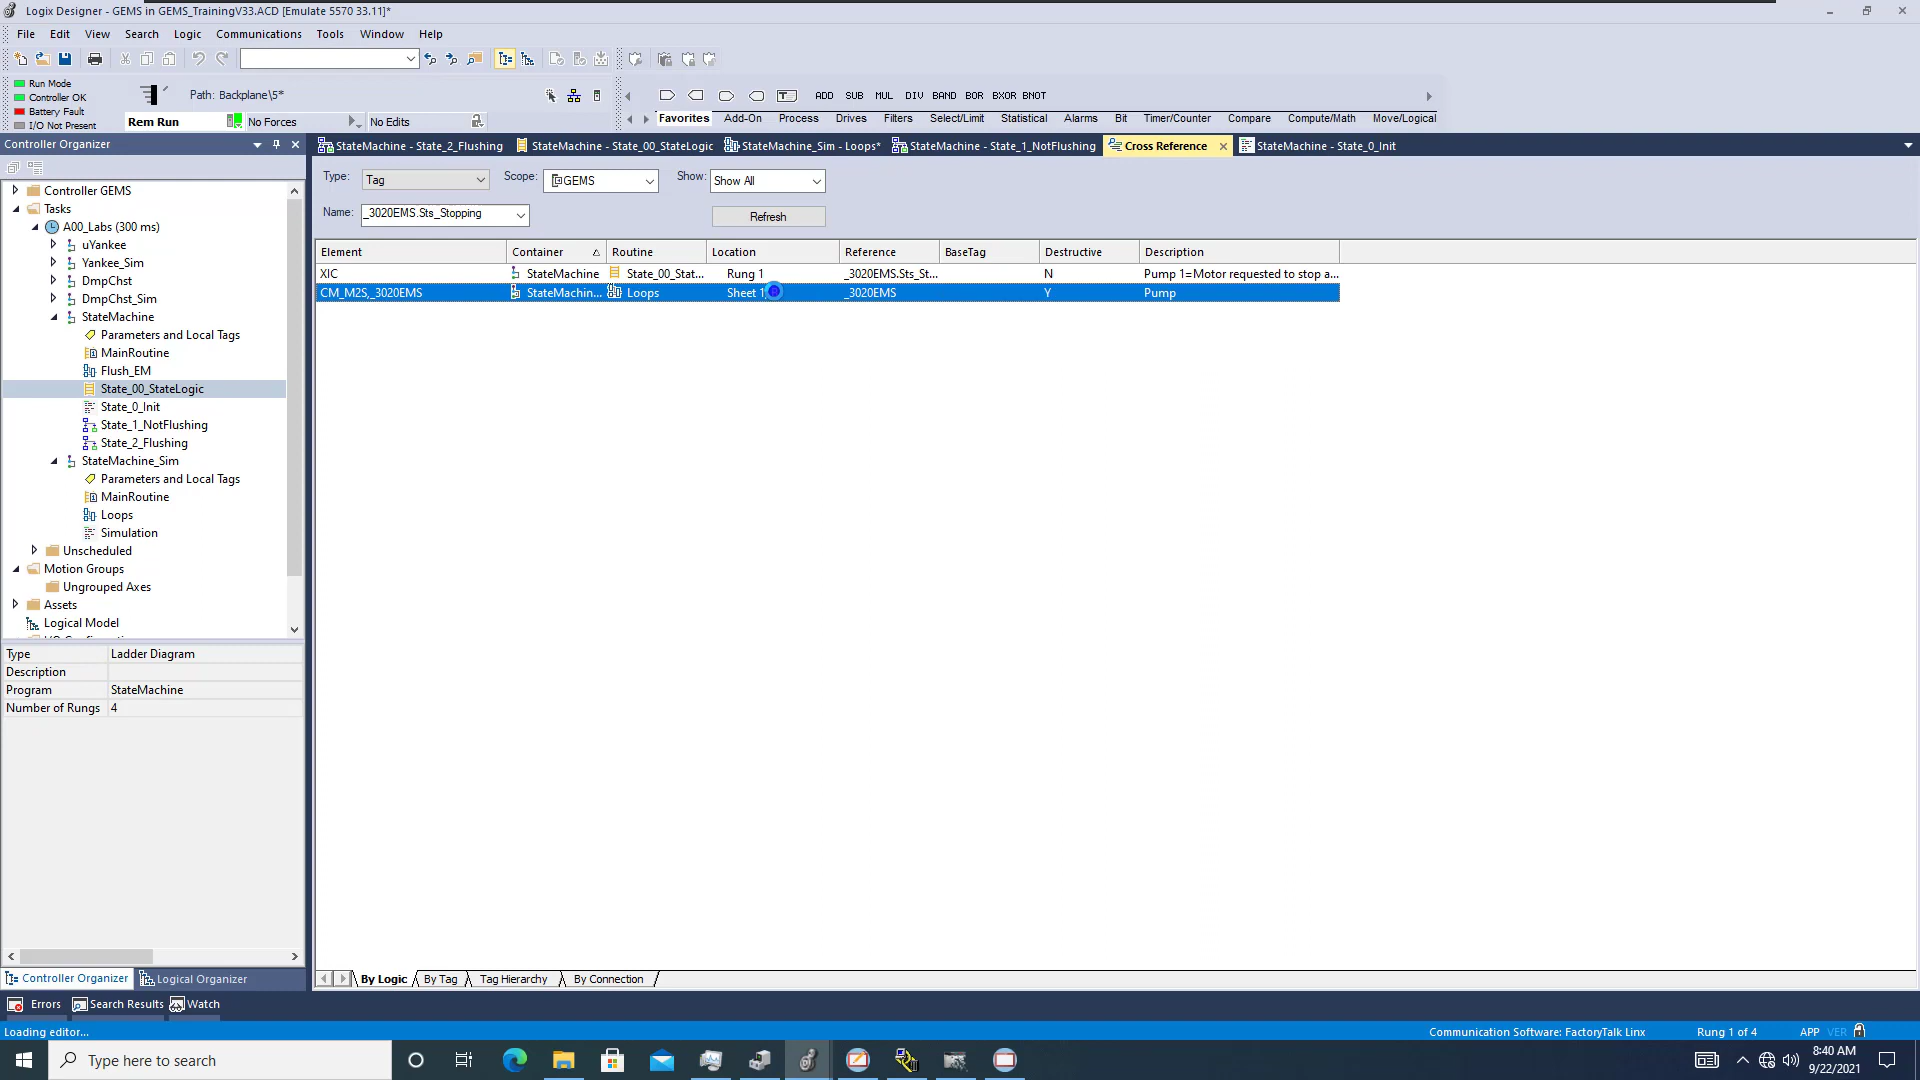 Logix Designer - GEMS in GEMS_TrainingV33.ACD [Emulate 5570 33.11]*
File Edit View Search Logic Communications Tools Window Help
Run Mode
Controller OK
Battery Fault
I/O Not Present
Path: Backplane\5*
Rem Run No Forces No Edits
ADD SUB MUL DIV BAND BOR BXOR BNOT
Favorites Add-On Process Drives Filters Select/Limit Statistical Alarms Bit Timer/Counter Compare Compute/Math Move/Logical
Controller Organizer
StateMachine - State_2_Flushing StateMachine - State_00_StateLogic StateMachine_Sim - Loops* StateMachine - State_1_NotFlushing Cross Reference StateMachine - State_0_Init
Type: Tag Scope: GEMS Show: Show All
Name: _3020EMS.Sts_Stopping Refresh
Element Container Routine Location Reference BaseTag Destructive Description
XIC StateMachine State_00_Stat... Rung 1 _3020EMS.Sts_St... N Pump 1=Motor requested to stop a...
CM_M2S,_3020EMS StateMachin... Loops Sheet 1 _3020EMS Y Pump
Controller GEMS
Tasks
A00_Labs (300 ms)
uYankee
Yankee_Sim
DmpChst
DmpChst_Sim
StateMachine
Parameters and Local Tags
MainRoutine
Flush_EM
State_00_StateLogic
State_0_Init
State_1_NotFlushing
State_2_Flushing
StateMachine_Sim
Parameters and Local Tags
MainRoutine
Loops
Simulation
Unscheduled
Motion Groups
Ungrouped Axes
Assets
Logical Model
Type Ladder Diagram
Description
Program StateMachine
Number of Rungs 4
Controller Organizer Logical Organizer
By Logic By Tag Tag Hierarchy By Connection
Errors Search Results Watch
Loading editor... Communication Software: FactoryTalk Linx Rung 1 of 4 APP VER
Type here to search
8:40 AM
9/22/2021